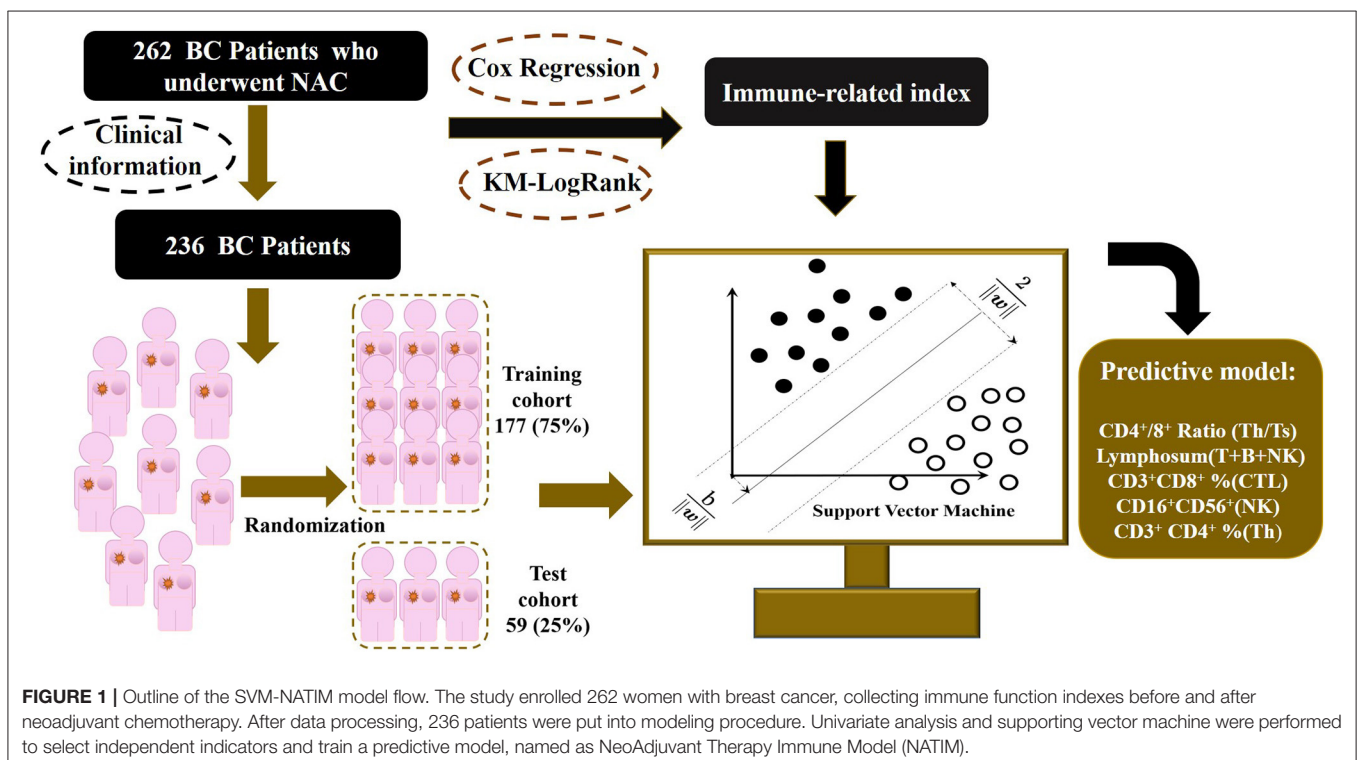 262 BC Patients who
underwent NAC
Clinical
information
Cox Regression
KM-LogRank
Immune-related index
236 BC Patients
Randomization
Training
cohort
177 (75%)
Test
cohort
59 (25%)
2
||w||
b
||w||
Support Vector Machine
Predictive model:
CD4⁺/8⁺ Ratio (Th/Ts)
Lymphosum(T+B+NK)
CD3⁺CD8⁺ %(CTL)
CD16⁺CD56⁺(NK)
CD3⁺ CD4⁺ %(Th)
FIGURE 1 | Outline of the SVM-NATIM model flow. The study enrolled 262 women with breast cancer, collecting immune function indexes before and after
neoadjuvant chemotherapy. After data processing, 236 patients were put into modeling procedure. Univariate analysis and supporting vector machine were performed
to select independent indicators and train a predictive model, named as NeoAdjuvant Therapy Immune Model (NATIM).